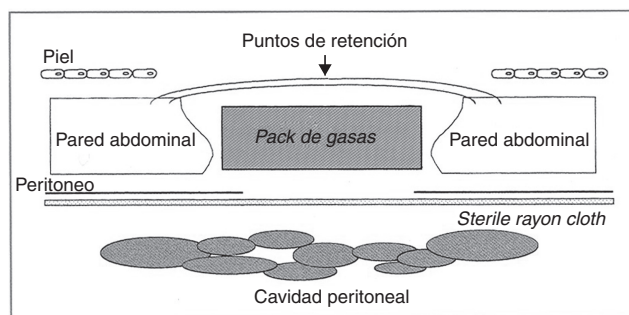 Puntos de retención
Piel
Pared abdominal
Pack de gasas
Pared abdominal
Peritoneo
Sterile rayon cloth
Cavidad peritoneal